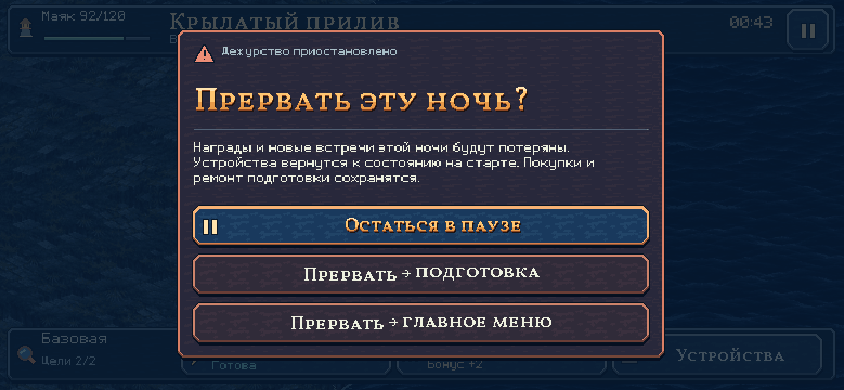 Маяк 92/120
Крылатый прилив
00:43
Дежурство приостановлено
Прервать эту ночь?
Награды и новые встречи этой ночи будут потеряны.
Устройства вернутся к состоянию на старте. Покупки и
ремонт подготовки сохранятся.
Остаться в паузе
Прервать → подготовка
Прервать → главное меню
Базовая
Цели 2/2
Готова
Бонус +2
Устройства